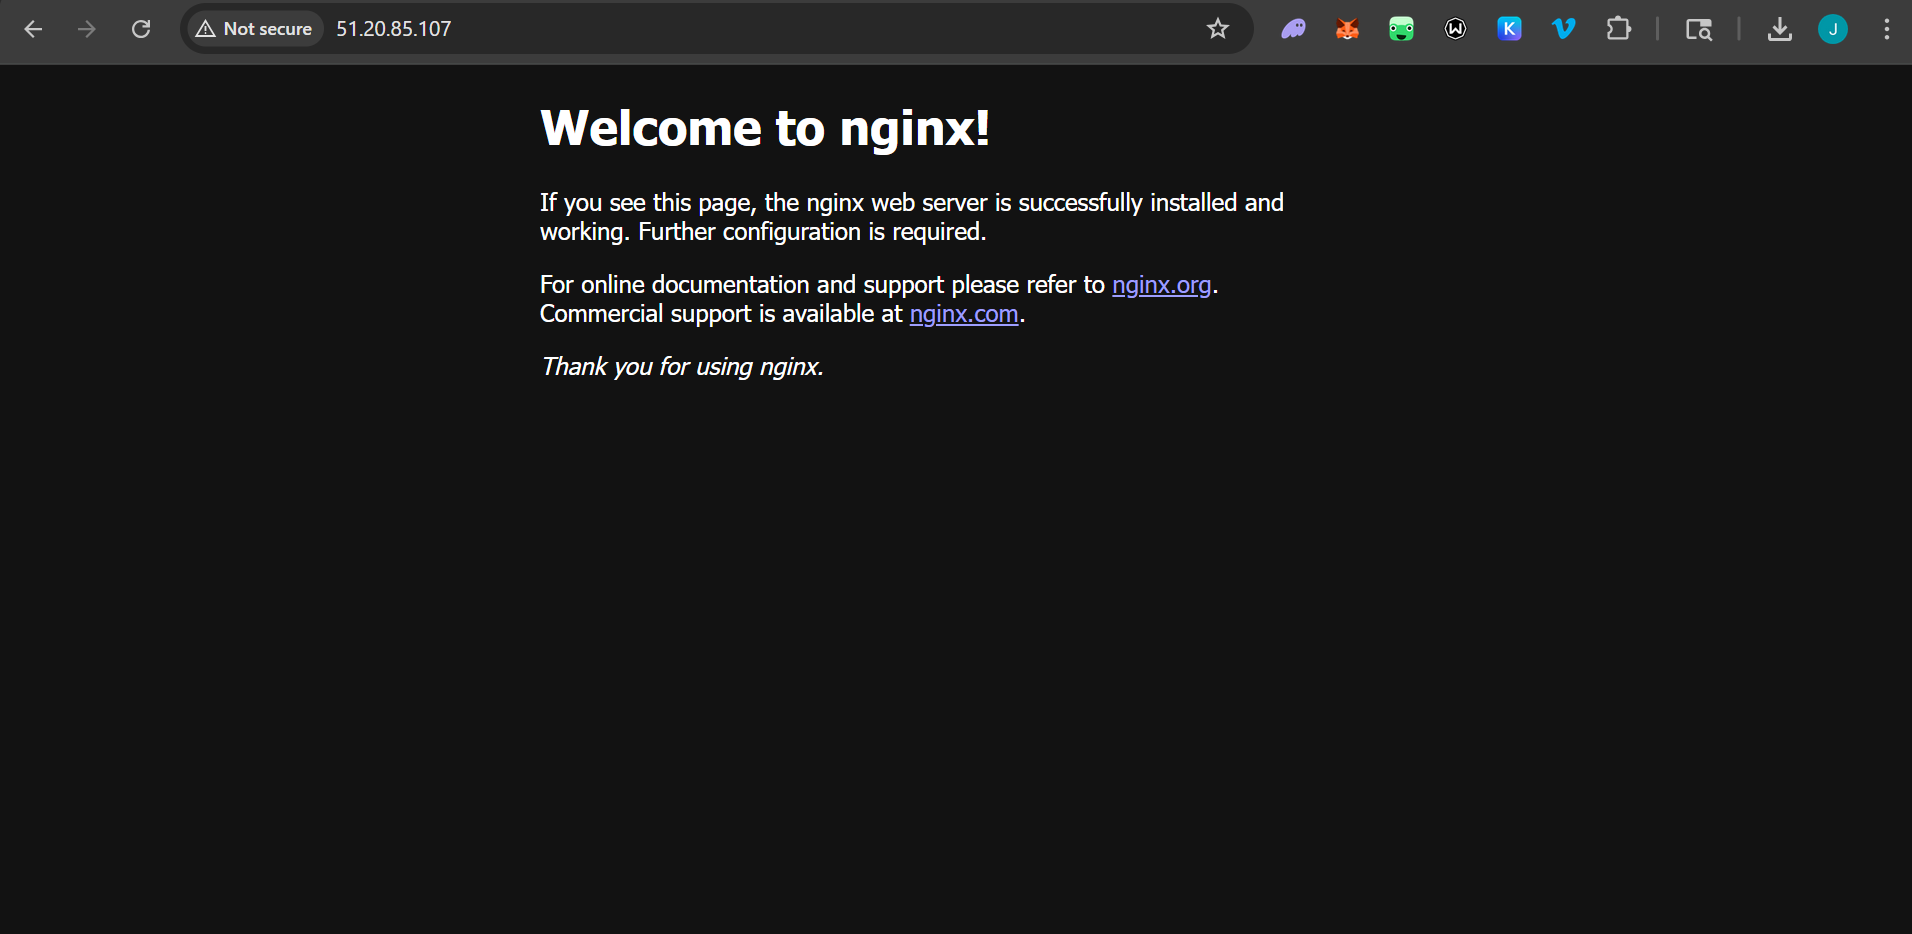 Not secure 51.20.85.107
K
J
Welcome to nginx!
If you see this page, the nginx web server is successfully installed and
working. Further configuration is required.
For online documentation and support please refer to nginx.org.
Commercial support is available at nginx.com.
Thank you for using nginx.